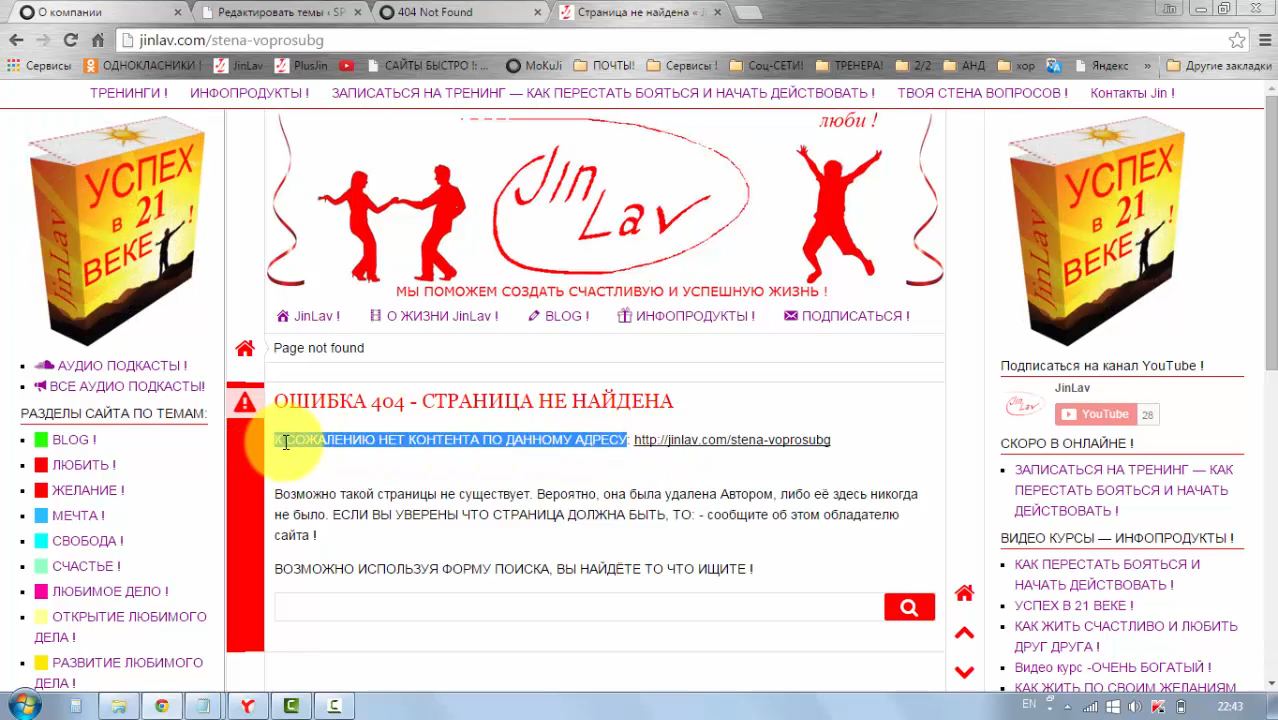 О компании
Редактировать темы ‹ SP
404 Not Found
Страница не найдена « Ji
Jin
jinlav.com/stena-voprosubg
Сервисы
ОДНОКЛАСНИКИ !
JinLav
PlusJin
САЙТЫ БЫСТРО !: ...
MoKuJi
ПОЧТЫ!
Сервисы !
Соц-СЕТИ!
ТРЕНЕРА!
2/2
АНД
хор
Яндекс
»
Другие закладки
ТРЕНИНГИ !
ИНФОПРОДУКТЫ !
ЗАПИСАТЬСЯ НА ТРЕНИНГ — КАК ПЕРЕСТАТЬ БОЯТЬСЯ И НАЧАТЬ ДЕЙСТВОВАТЬ !
ТВОЯ СТЕНА ВОПРОСОВ !
Контакты Jin !
УСПЕХ
в 21
ВЕКЕ !
JinLav
люби !
Jin
Lav
МЫ ПОМОЖЕМ СОЗДАТЬ СЧАСТЛИВУЮ И УСПЕШНУЮ ЖИЗНЬ !
JinLav !
О ЖИЗНИ JinLav !
BLOG !
ИНФОПРОДУКТЫ !
ПОДПИСАТЬСЯ !
УСПЕХ
в 21
ВЕКЕ !
JinLav
АУДИО ПОДКАСТЫ !
ВСЕ АУДИО ПОДКАСТЫ!
РАЗДЕЛЫ САЙТА ПО ТЕМАМ:
BLOG !
ЛЮБИТЬ !
ЖЕЛАНИЕ !
МЕЧТА !
СВОБОДА !
СЧАСТЬЕ !
ЛЮБИМОЕ ДЕЛО !
ОТКРЫТИЕ ЛЮБИМОГО
ДЕЛА !
РАЗВИТИЕ ЛЮБИМОГО
ДЕЛА !
Page not found
ОШИБКА 404 - СТРАНИЦА НЕ НАЙДЕНА
К СОЖАЛЕНИЮ НЕТ КОНТЕНТА ПО ДАННОМУ АДРЕСУ: http://jinlav.com/stena-voprosubg
Возможно такой страницы не существует. Вероятно, она была удалена Автором, либо её здесь никогда
не было. ЕСЛИ ВЫ УВЕРЕНЫ ЧТО СТРАНИЦА ДОЛЖНА БЫТЬ, ТО: - сообщите об этом обладателю
сайта !
ВОЗМОЖНО ИСПОЛЬЗУЯ ФОРМУ ПОИСКА, ВЫ НАЙДЁТЕ ТО ЧТО ИЩИТЕ !
Подписаться на канал YouTube !
JinLav
YouTube
28
СКОРО В ОНЛАЙНЕ !
ЗАПИСАТЬСЯ НА ТРЕНИНГ — КАК
ПЕРЕСТАТЬ БОЯТЬСЯ И НАЧАТЬ
ДЕЙСТВОВАТЬ !
ВИДЕО КУРСЫ — ИНФОПРОДУКТЫ !
КАК ПЕРЕСТАТЬ БОЯТЬСЯ И
НАЧАТЬ ДЕЙСТВОВАТЬ !
УСПЕХ В 21 ВЕКЕ !
КАК ЖИТЬ СЧАСТЛИВО И ЛЮБИТЬ
ДРУГ ДРУГА !
Видео курс -ОЧЕНЬ БОГАТЫЙ !
КАК ЖИТЬ ПО СВОИМ ЖЕЛАНИЯМ
EN
22:43